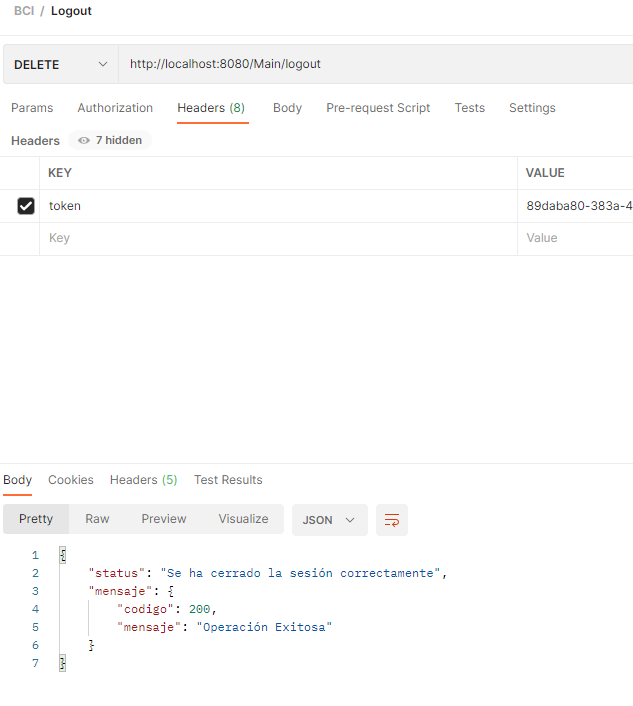 BCI / Logout
DELETE http://localhost:8080/Main/logout
Params Authorization Headers (8) Body Pre-request Script Tests Settings
Headers 7 hidden
KEY VALUE
token 89daba80-383a-4
Key Value
Body Cookies Headers (5) Test Results
Pretty Raw Preview Visualize JSON
1 {
2 "status": "Se ha cerrado la sesión correctamente",
3 "mensaje": {
4 "codigo": 200,
5 "mensaje": "Operación Exitosa"
6 }
7 }